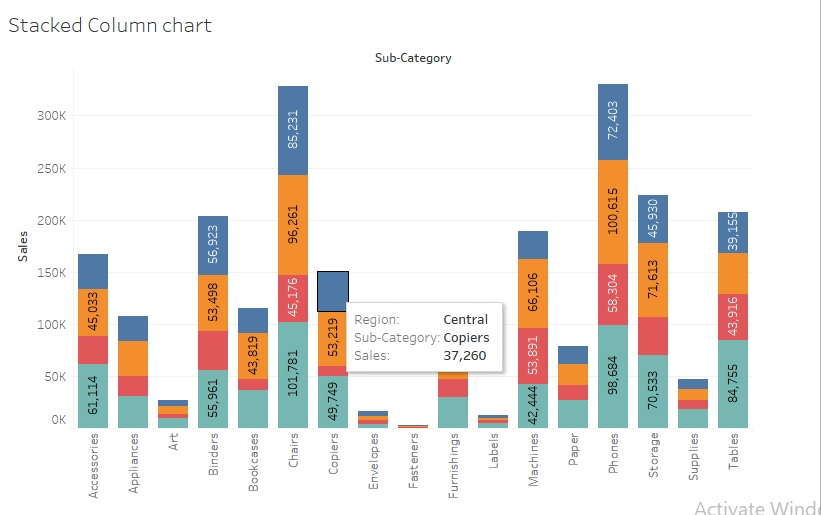 Stacked Column chart
Sub-Category
Sales
300K
250K
200K
150K
100K
50K
0K
61,114
45,033
55,961
53,498
56,923
43,819
101,781
45,176
96,261
85,231
49,749
53,219
42,444
53,891
66,106
98,684
58,304
100,615
72,403
70,533
71,613
45,930
84,755
43,916
39,155
Region: Central
Sub-Category: Copiers
Sales: 37,260
Accessories
Appliances
Art
Binders
Bookcases
Chairs
Copiers
Envelopes
Fasteners
Furnishings
Labels
Machines
Paper
Phones
Storage
Supplies
Tables
Activate Windo